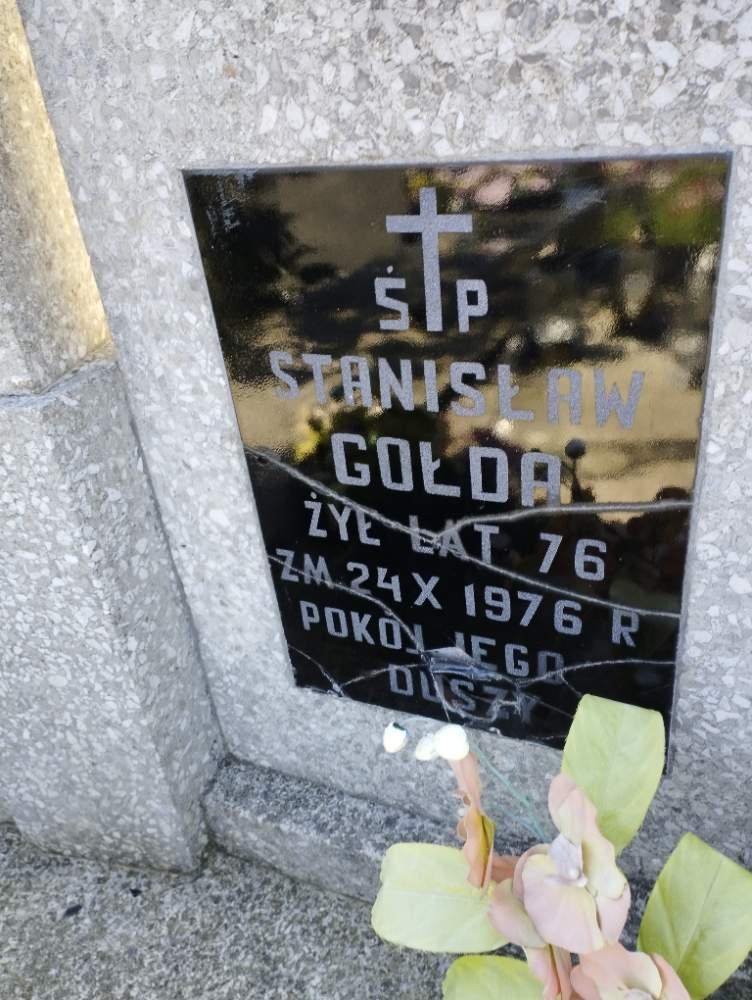 ŚP
STANISŁAW
GOŁDA
ŻYŁ LAT 76
ZM 24 X 1976 R
POKÓJ JEGO
DUSZY